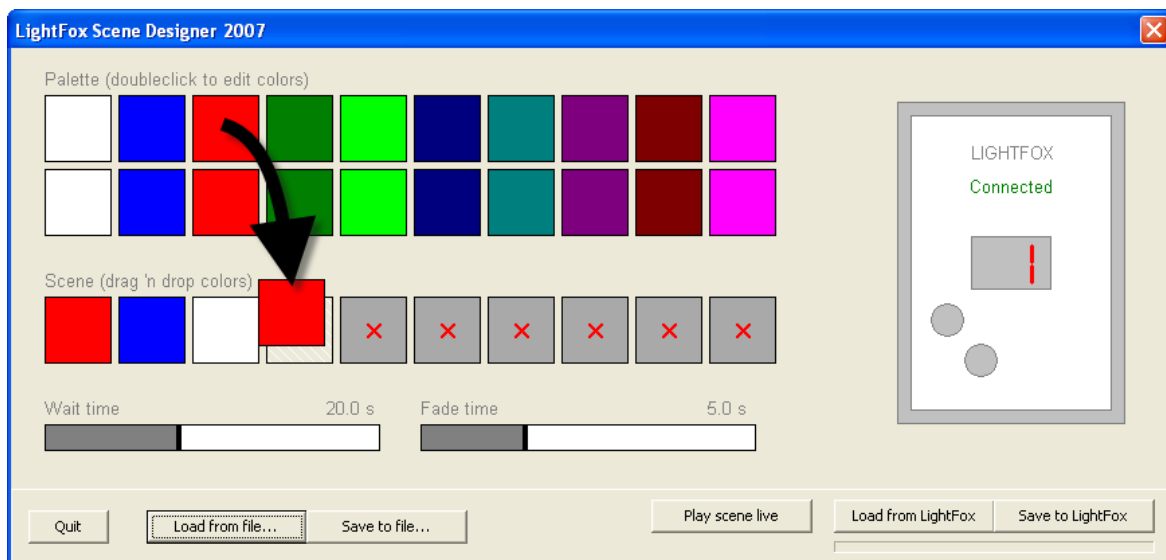 LightFox Scene Designer 2007
Palette (doubleclick to edit colors)
LIGHTFOX
Connected
1
Scene (drag 'n drop colors)
Wait time 20.0 s Fade time 5.0 s
Quit Load from file... Save to file... Play scene live Load from LightFox Save to LightFox